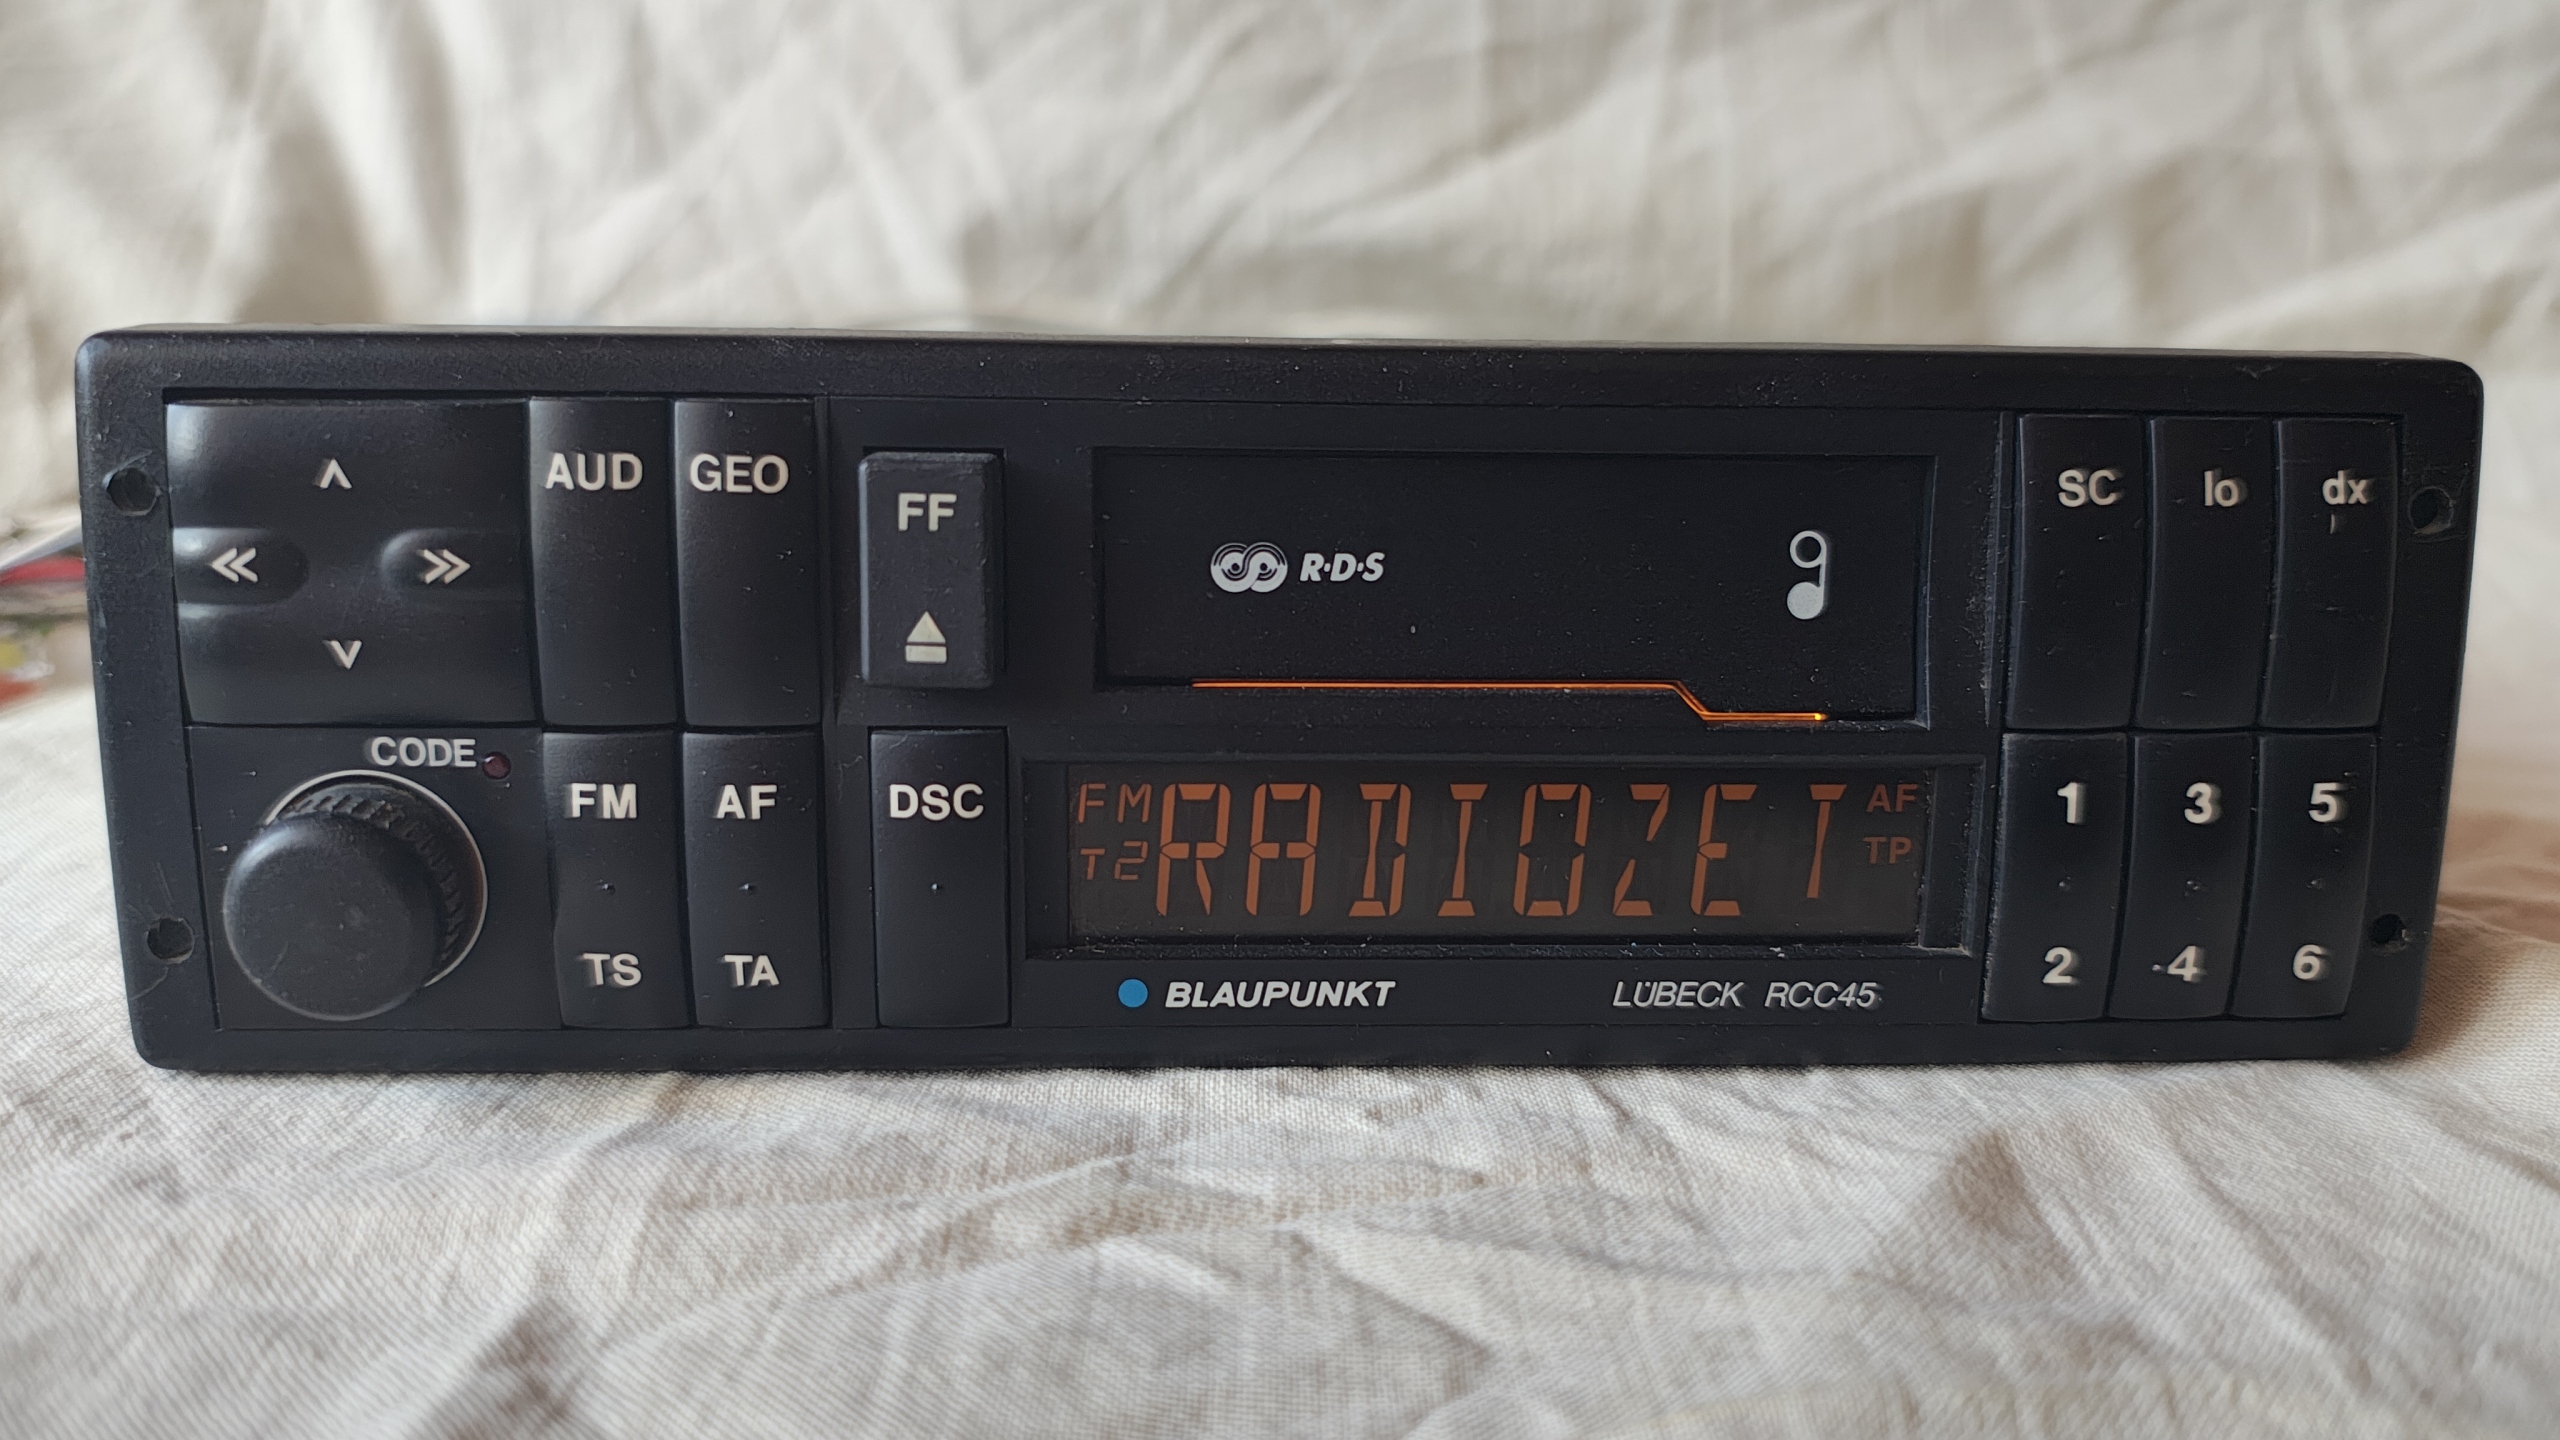 AUD GEO
FF
R·D·S
SC lo dx
CODE
FM AF DSC
FM RADIOZET AF
T2 TP
1 3 5
TS TA
BLAUPUNKT LÜBECK RCC45
2 4 6